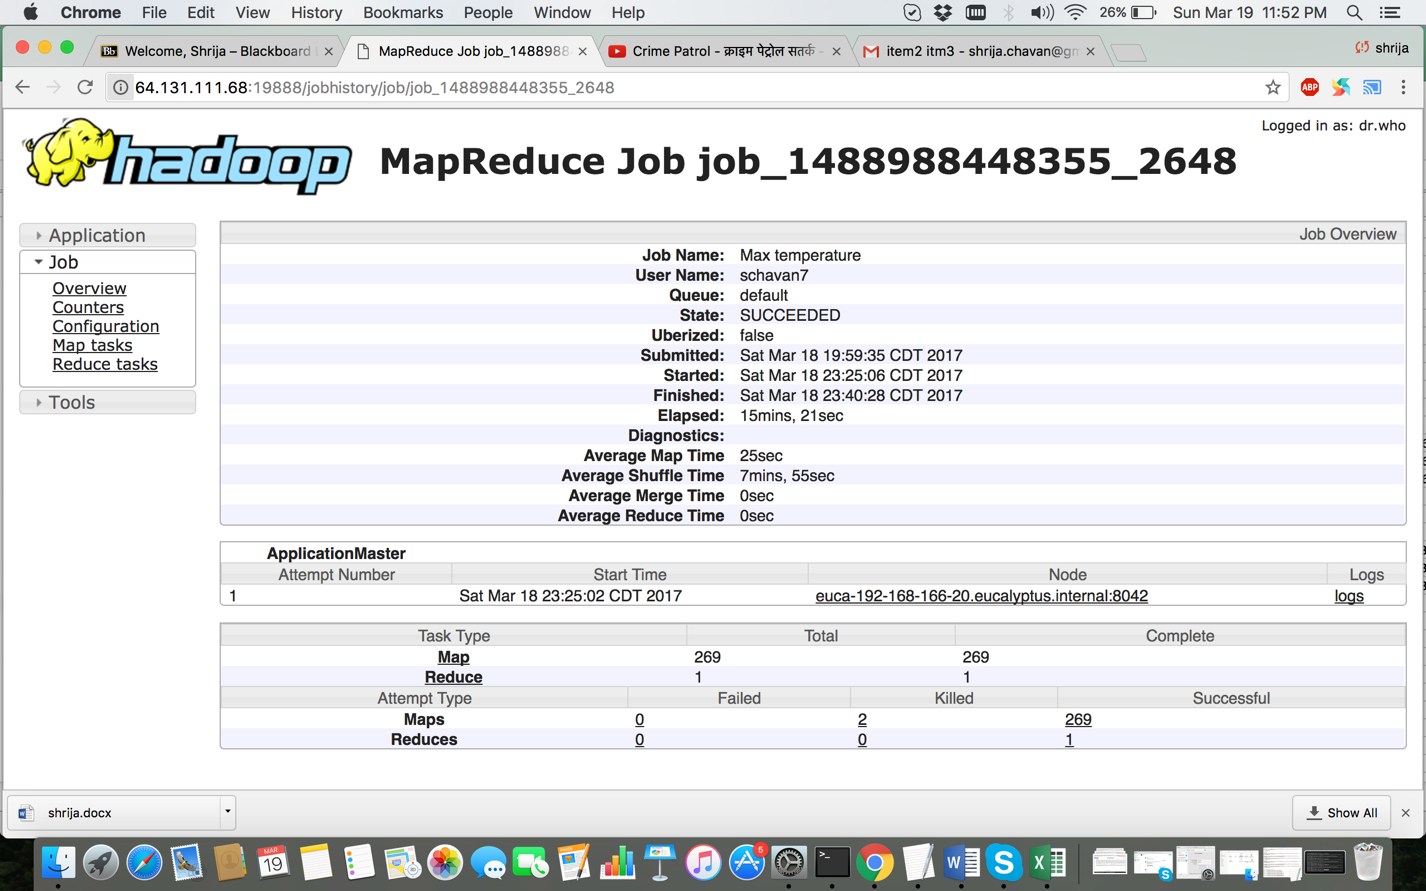 Chrome File Edit View History Bookmarks People Window Help 26% Sun Mar 19 11:52 PM
Bb Welcome, Shrija – Blackboard MapReduce Job job_1488988 Crime Patrol - क्राइम पेट्रोल सतर्क - item2 itm3 - shrija.chavan@gm shrija
64.131.111.68:19888/jobhistory/job/job_1488988448355_2648 ABP
Logged in as: dr.who
hadoop MapReduce Job job_1488988448355_2648
Application
Job
Overview
Counters
Configuration
Map tasks
Reduce tasks
Tools
Job Overview
Job Name: Max temperature
User Name: schavan7
Queue: default
State: SUCCEEDED
Uberized: false
Submitted: Sat Mar 18 19:59:35 CDT 2017
Started: Sat Mar 18 23:25:06 CDT 2017
Finished: Sat Mar 18 23:40:28 CDT 2017
Elapsed: 15mins, 21sec
Diagnostics:
Average Map Time 25sec
Average Shuffle Time 7mins, 55sec
Average Merge Time 0sec
Average Reduce Time 0sec
ApplicationMaster
Attempt Number Start Time Node Logs
1 Sat Mar 18 23:25:02 CDT 2017 euca-192-168-166-20.eucalyptus.internal:8042 logs
Task Type Total Complete
Map 269 269
Reduce 1 1
Attempt Type Failed Killed Successful
Maps 0 2 269
Reduces 0 0 1
shrija.docx Show All
MAR
19
5